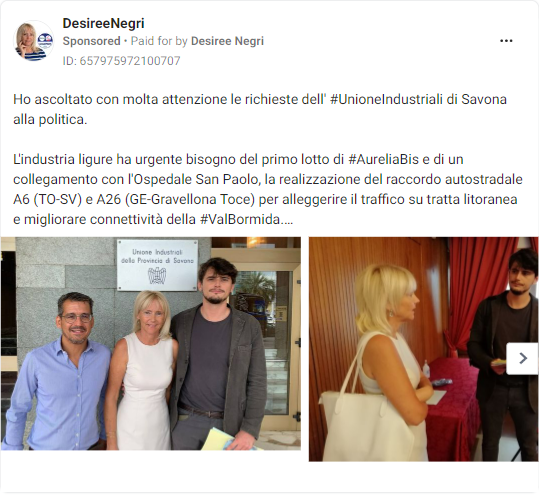 DesireeNegri
Sponsored • Paid for by Desiree Negri
ID: 657975972100707
Ho ascoltato con molta attenzione le richieste dell' #UnioneIndustriali di Savona
alla politica.
L'industria ligure ha urgente bisogno del primo lotto di #AureliaBis e di un
collegamento con l'Ospedale San Paolo, la realizzazione del raccordo autostradale
A6 (TO-SV) e A26 (GE-Gravellona Toce) per alleggerire il traffico su tratta litoranea
e migliorare connettività della #ValBormida....
Unione Industriali
della Provincia di Savona